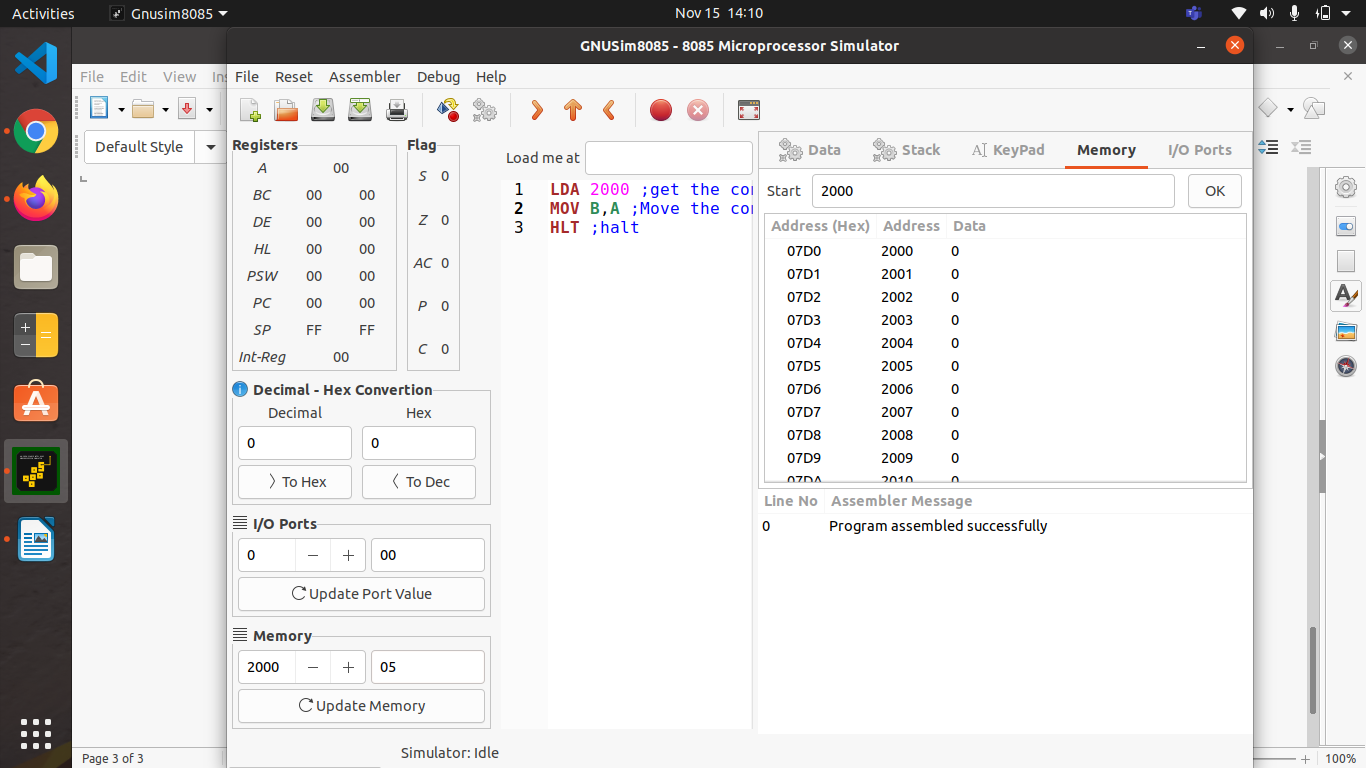 Activities Gnusim8085 Nov 15 14:10
GNUSim8085 - 8085 Microprocessor Simulator
File Edit View Ins
File Reset Assembler Debug Help
Default Style
Registers
A 00
BC 00 00
DE 00 00
HL 00 00
PSW 00 00
PC 00 00
SP FF FF
Int-Reg 00
Flag
S 0
Z 0
AC 0
P 0
C 0
Decimal - Hex Convertion
Decimal Hex
0 0
To Hex To Dec
I/O Ports
0 − + 00
Update Port Value
Memory
2000 − + 05
Update Memory
Load me at
1 LDA 2000 ;get the con
2 MOV B,A ;Move the con
3 HLT ;halt
Data Stack KeyPad Memory I/O Ports
Start 2000 OK
Address (Hex) Address Data
07D0 2000 0
07D1 2001 0
07D2 2002 0
07D3 2003 0
07D4 2004 0
07D5 2005 0
07D6 2006 0
07D7 2007 0
07D8 2008 0
07D9 2009 0
07DA 2010 0
Line No Assembler Message
0 Program assembled successfully
Simulator: Idle
Page 3 of 3 100%